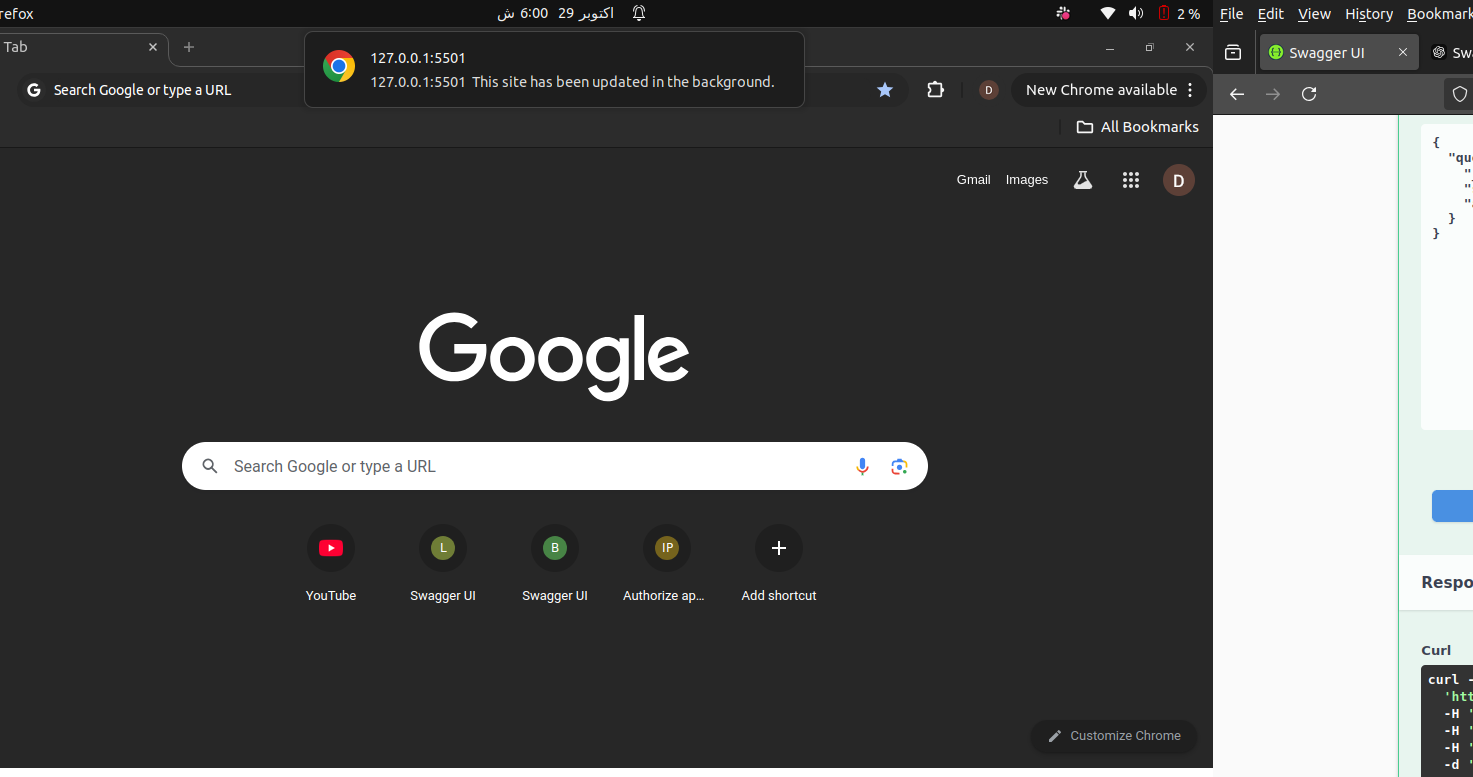 refox
6:00 ش 29 اکتوبر
2 %
File Edit View History Bookmark
Tab
127.0.0.1:5501
127.0.0.1:5501 This site has been updated in the background.
Swagger UI
Sw
Search Google or type a URL
D
New Chrome available
All Bookmarks
Gmail Images
D
{
"que
"
"
"
}
}
Google
Search Google or type a URL
YouTube
L
Swagger UI
B
Swagger UI
IP
Authorize ap...
Add shortcut
Respo
Curl
curl -
'htt
-H '
-H '
-H '
-d '
Customize Chrome